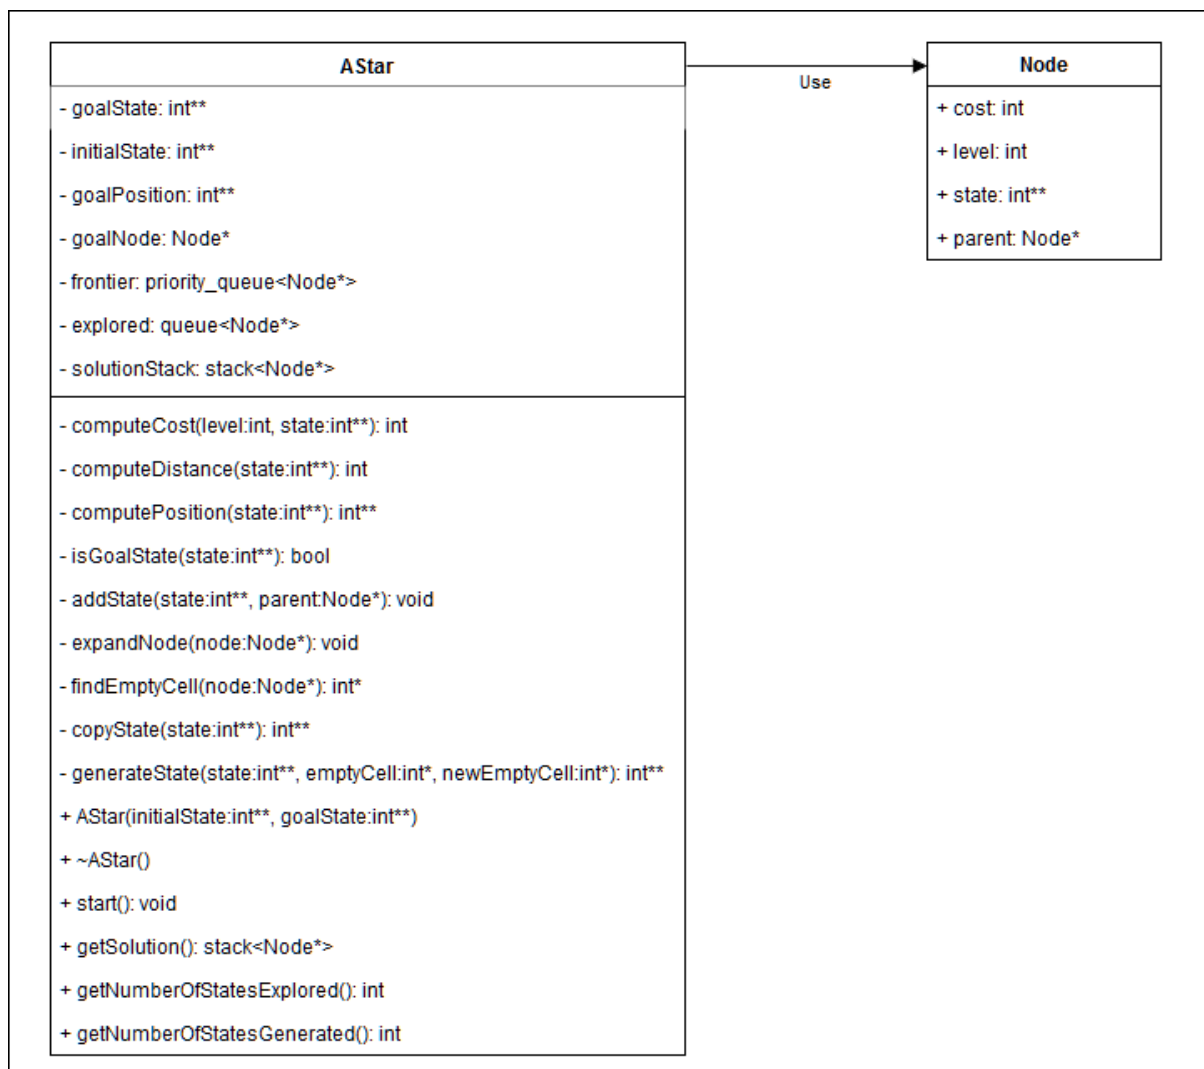 AStar
- goalState: int**
- initialState: int**
- goalPosition: int**
- goalNode: Node*
- frontier: priority_queue<Node*>
- explored: queue<Node*>
- solutionStack: stack<Node*>
- computeCost(level:int, state:int**): int
- computeDistance(state:int**): int
- computePosition(state:int**): int**
- isGoalState(state:int**): bool
- addState(state:int**, parent:Node*): void
- expandNode(node:Node*): void
- findEmptyCell(node:Node*): int*
- copyState(state:int**): int**
- generateState(state:int**, emptyCell:int*, newEmptyCell:int*): int**
+ AStar(initialState:int**, goalState:int**)
+ ~AStar()
+ start(): void
+ getSolution(): stack<Node*>
+ getNumberOfStatesExplored(): int
+ getNumberOfStatesGenerated(): int
Use
Node
+ cost: int
+ level: int
+ state: int**
+ parent: Node*